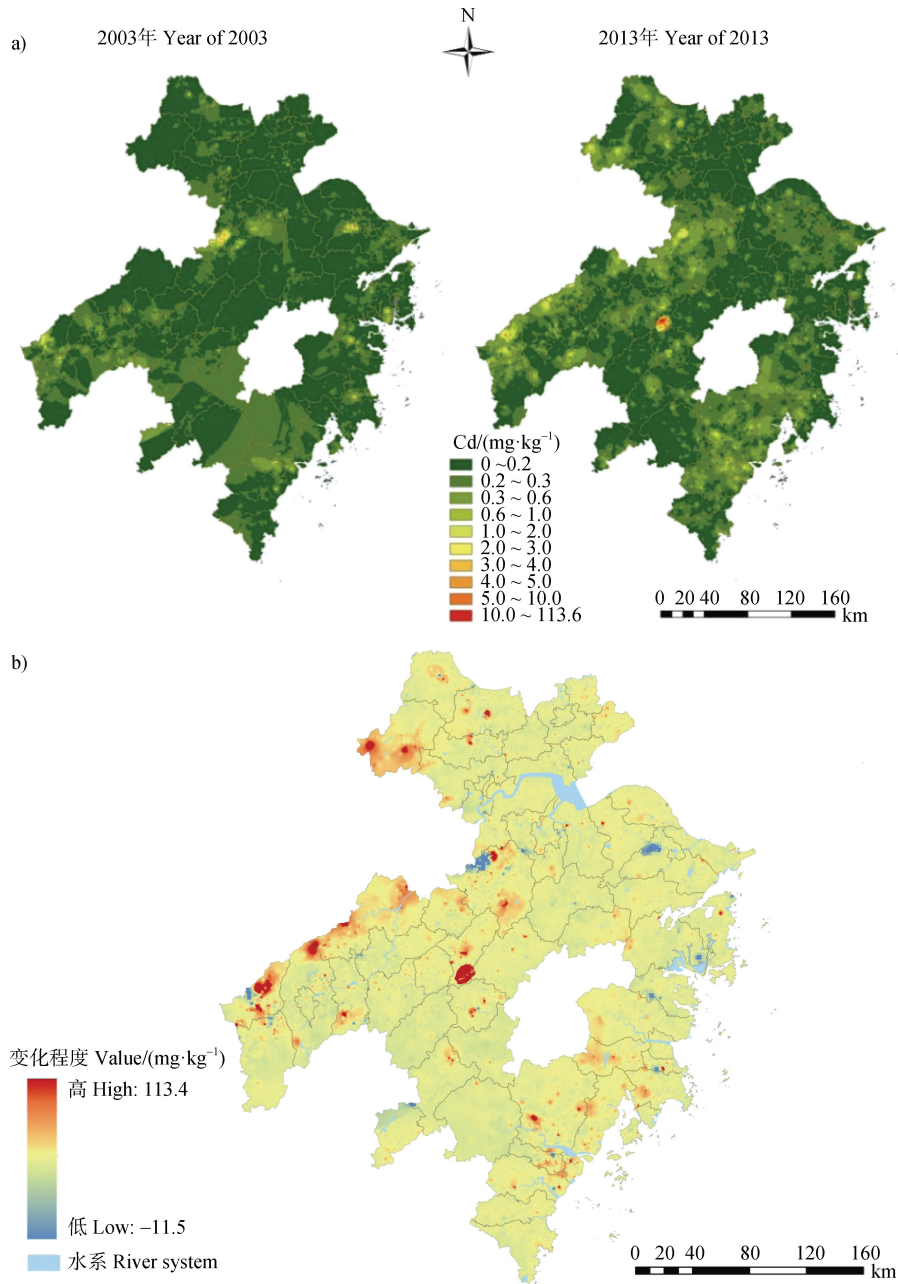 N
2003年 Year of 2003
2013年 Year of 2013
a)
Cd/(mg·kg⁻¹)
0 ~0.2
0.2 ~ 0.3
0.3 ~ 0.6
0.6 ~ 1.0
1.0 ~ 2.0
2.0 ~ 3.0
3.0 ~ 4.0
4.0 ~ 5.0
5.0 ~ 10.0
10.0 ~ 113.6
0 20 40 80 120 160
km
b)
变化程度 Value/(mg·kg⁻¹)
高 High: 113.4
低 Low: –11.5
水系 River system
0 20 40 80 120 160
km